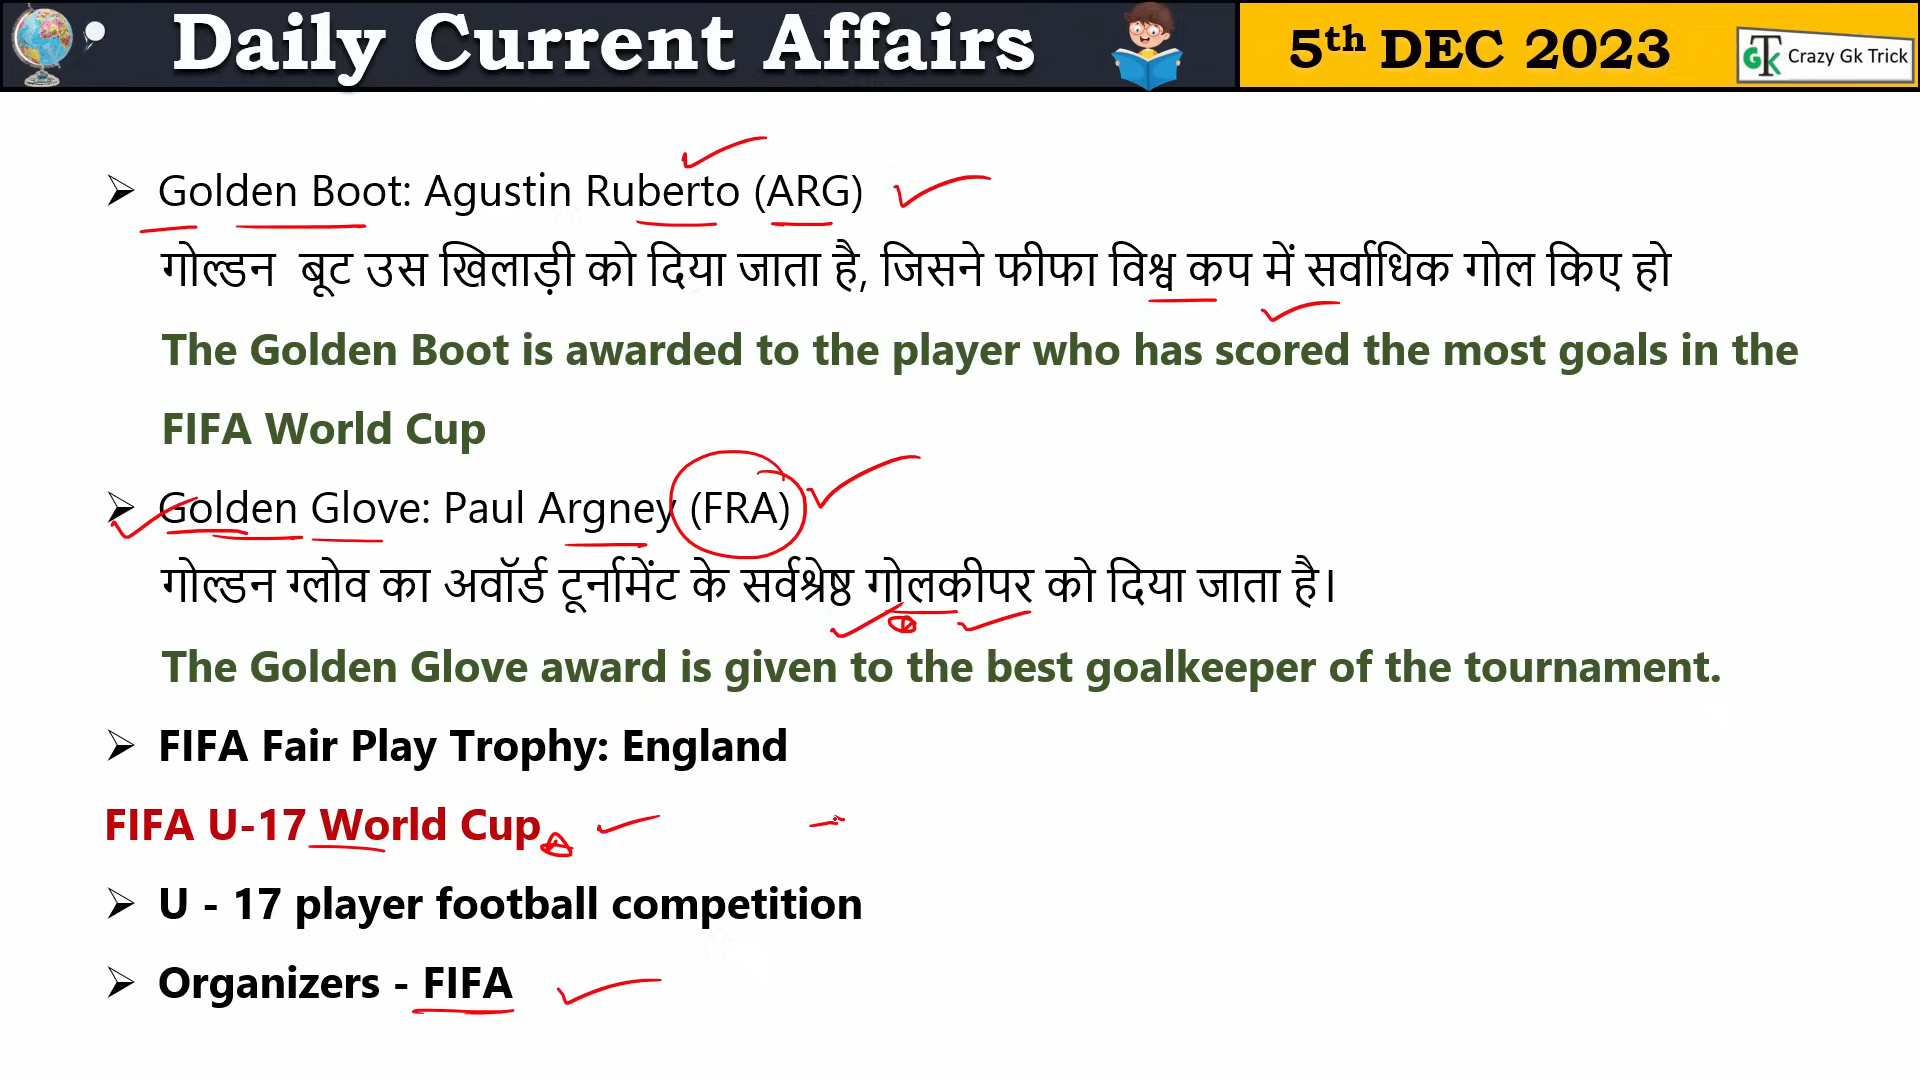 Daily Current Affairs
5th DEC 2023
GTK Crazy Gk Trick
➢ Golden Boot: Agustin Ruberto (ARG)
गोल्डन बूट उस खिलाड़ी को दिया जाता है, जिसने फीफा विश्व कप में सर्वाधिक गोल किए हो
The Golden Boot is awarded to the player who has scored the most goals in the
FIFA World Cup
➢ Golden Glove: Paul Argney (FRA)
गोल्डन ग्लोव का अवॉर्ड टूर्नामेंट के सर्वश्रेष्ठ गोलकीपर को दिया जाता है।
The Golden Glove award is given to the best goalkeeper of the tournament.
➢ FIFA Fair Play Trophy: England
FIFA U-17 World Cup
➢ U - 17 player football competition
➢ Organizers - FIFA